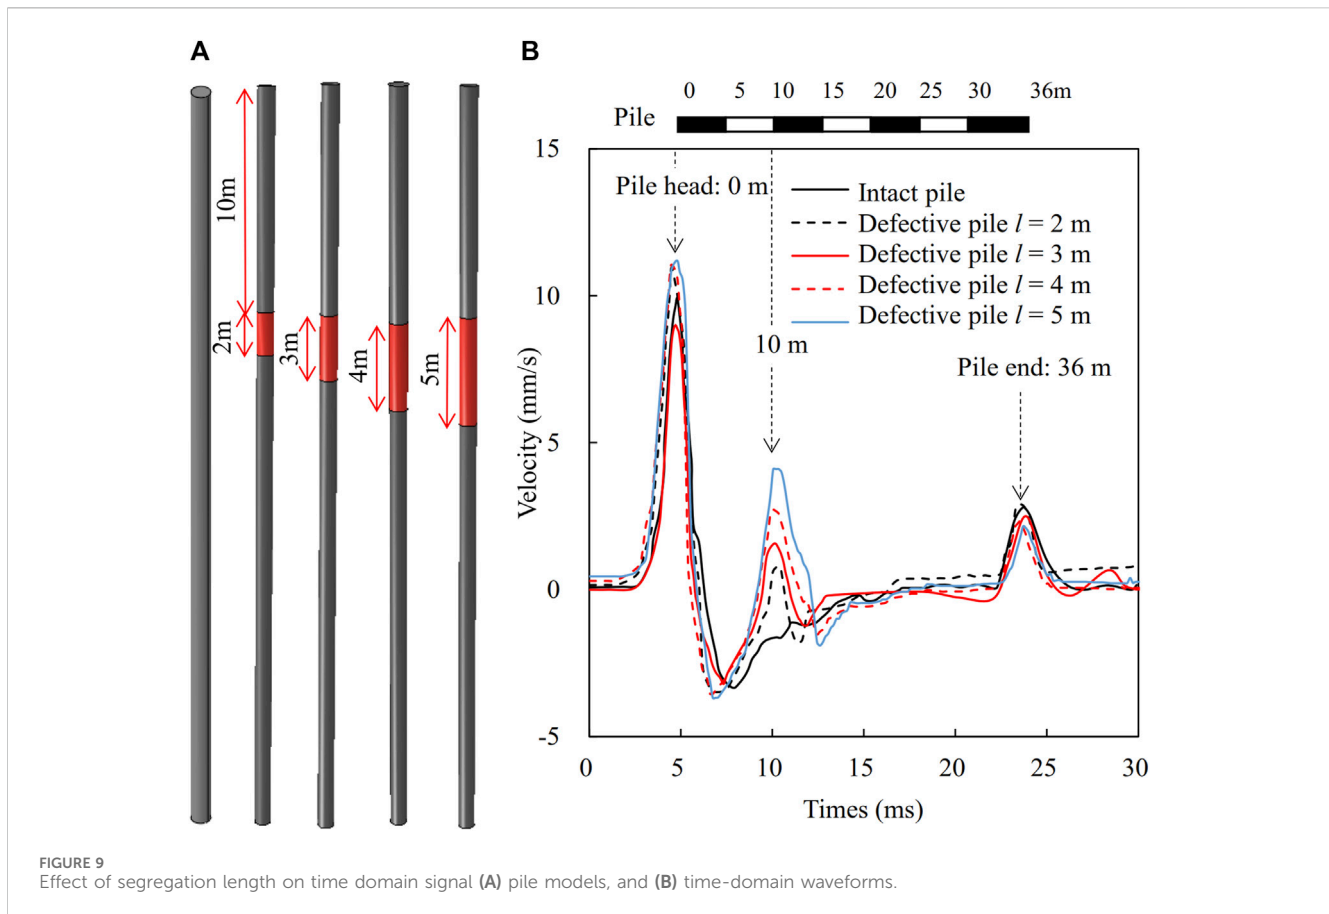 A
B
10m
2m
3m
4m
5m
0 5 10 15 20 25 30 36m
Pile
15
10
5
0
-5
Velocity (mm/s)
Pile head: 0 m
10 m
Pile end: 36 m
Intact pile
Defective pile l = 2 m
Defective pile l = 3 m
Defective pile l = 4 m
Defective pile l = 5 m
0 5 10 15 20 25 30
Times (ms)
FIGURE 9
Effect of segregation length on time domain signal (A) pile models, and (B) time-domain waveforms.